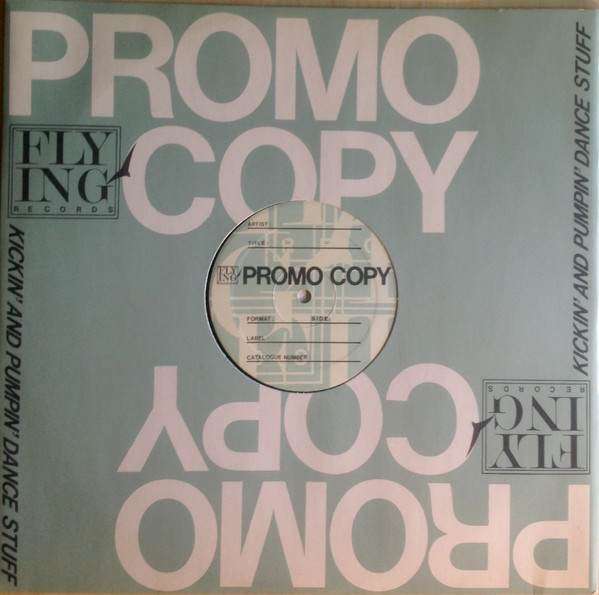 PROMO
COPY
FLY
ING
RECORDS
KICKIN' AND PUMPIN' DANCE STUFF
KICKIN' AND PUMPIN' DANCE STUFF
ARTIST:
TITLE:
FLY
ING
PROMO COPY
FORMAT: SIDE:
LABEL:
CATALOGUE NUMBER:
PROMO
COPY
FLY
ING
RECORDS